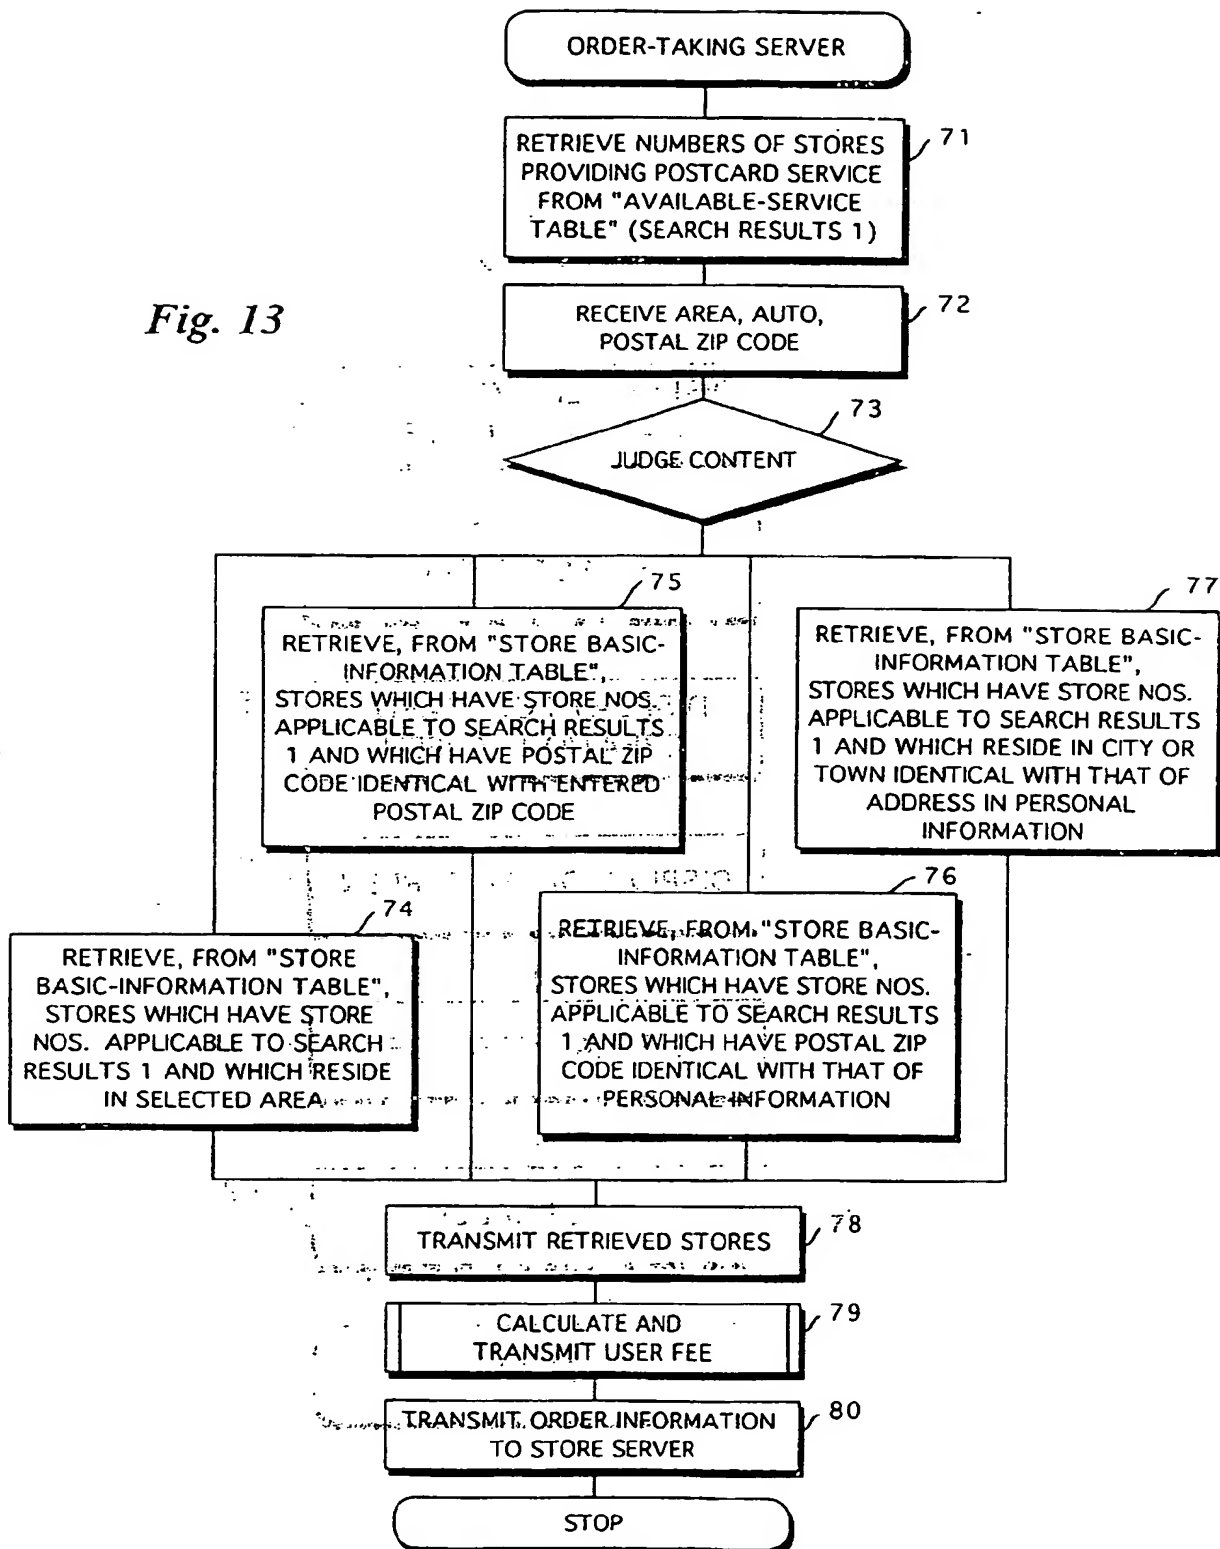 ORDER-TAKING SERVER
RETRIEVE NUMBERS OF STORES
PROVIDING POSTCARD SERVICE
FROM "AVAILABLE-SERVICE
TABLE" (SEARCH RESULTS 1)
71
Fig. 13
RECEIVE AREA, AUTO,
POSTAL ZIP CODE
72
JUDGE CONTENT
73
75
RETRIEVE, FROM "STORE BASIC-
INFORMATION TABLE",
STORES WHICH HAVE STORE NOS.
APPLICABLE TO SEARCH RESULTS
1 AND WHICH HAVE POSTAL ZIP
CODE IDENTICAL WITH ENTERED
POSTAL ZIP CODE
77
RETRIEVE, FROM "STORE BASIC-
INFORMATION TABLE",
STORES WHICH HAVE STORE NOS.
APPLICABLE TO SEARCH RESULTS
1 AND WHICH RESIDE IN CITY OR
TOWN IDENTICAL WITH THAT OF
ADDRESS IN PERSONAL
INFORMATION
74
RETRIEVE, FROM "STORE
BASIC-INFORMATION TABLE",
STORES WHICH HAVE STORE
NOS. APPLICABLE TO SEARCH
RESULTS 1 AND WHICH RESIDE
IN SELECTED AREA
76
RETRIEVE, FROM "STORE BASIC-
INFORMATION TABLE",
STORES WHICH HAVE STORE NOS.
APPLICABLE TO SEARCH RESULTS
1 AND WHICH HAVE POSTAL ZIP
CODE IDENTICAL WITH THAT OF
PERSONAL INFORMATION
TRANSMIT RETRIEVED STORES
78
CALCULATE AND
TRANSMIT USER FEE
79
TRANSMIT ORDER INFORMATION
TO STORE SERVER
80
STOP